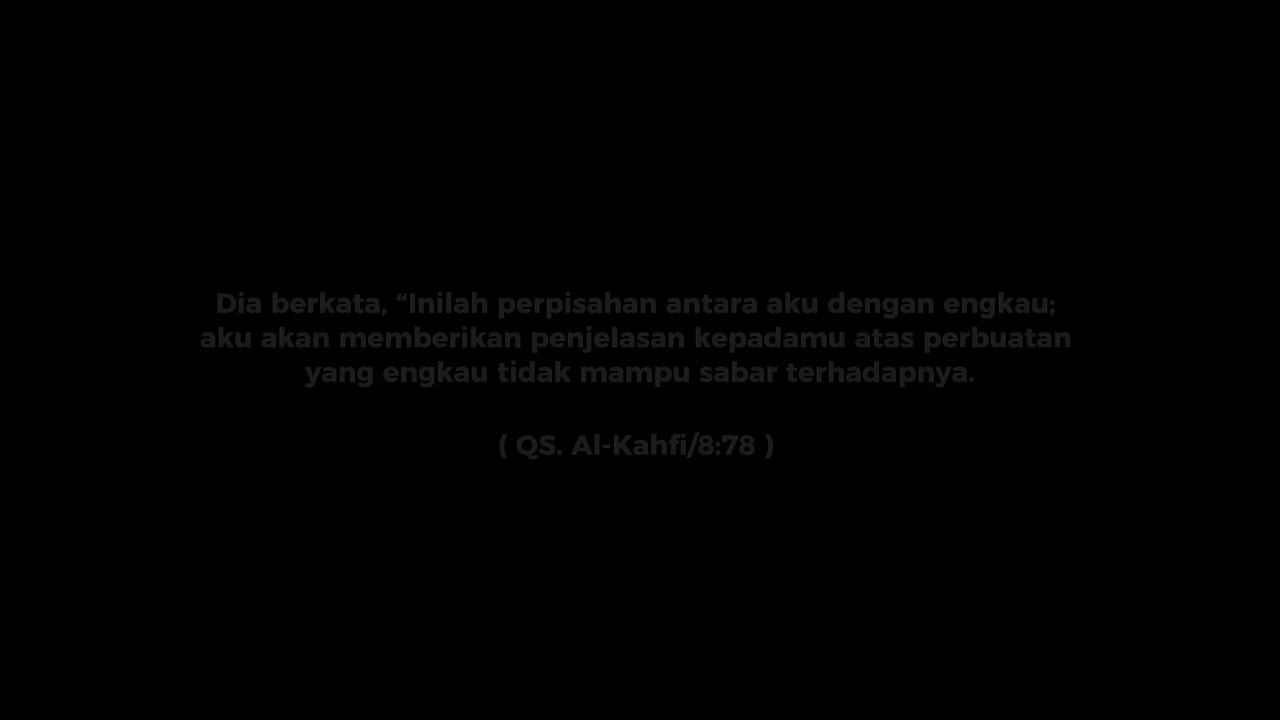 Dia berkata, “Inilah perpisahan antara aku dengan engkau;
aku akan memberikan penjelasan kepadamu atas perbuatan
yang engkau tidak mampu sabar terhadapnya.
( QS. Al-Kahfi/8:78 )